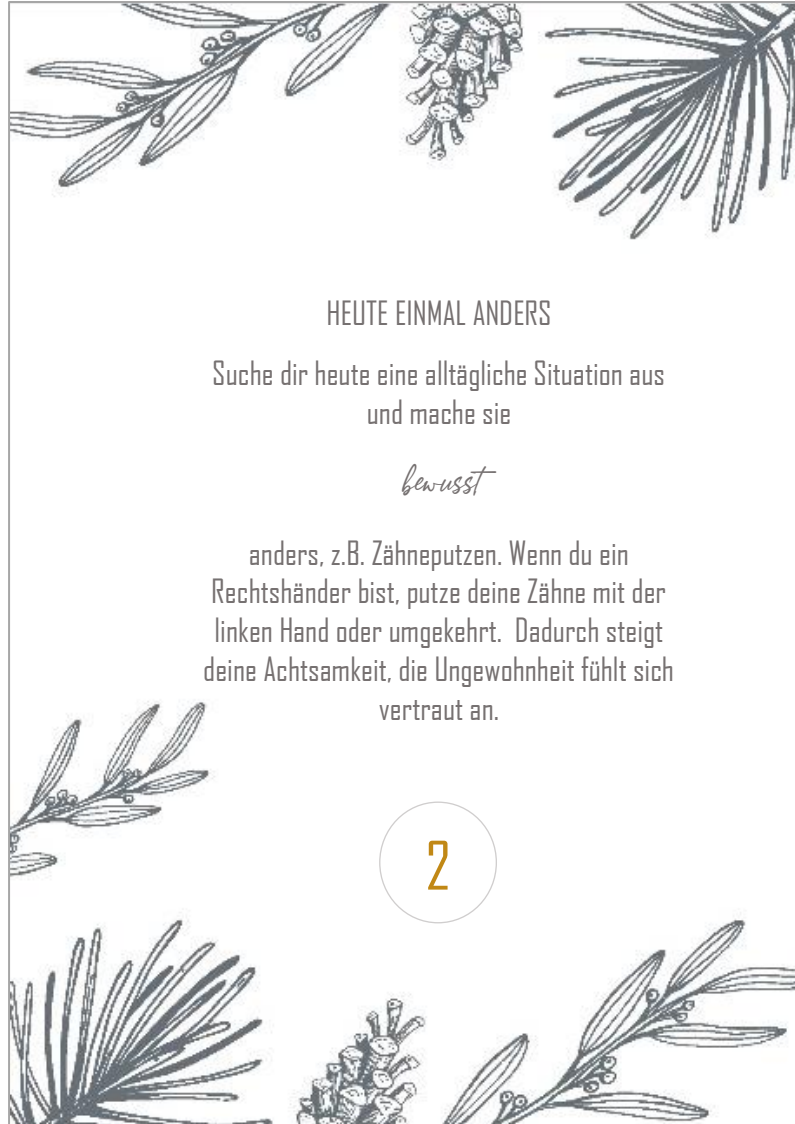 HEUTE EINMAL ANDERS
Suche dir heute eine alltägliche Situation aus
und mache sie
bewusst
anders, z.B. Zähneputzen. Wenn du ein
Rechtshänder bist, putze deine Zähne mit der
linken Hand oder umgekehrt.  Dadurch steigt
deine Achtsamkeit, die Ungewohnheit fühlt sich
vertraut an.
2